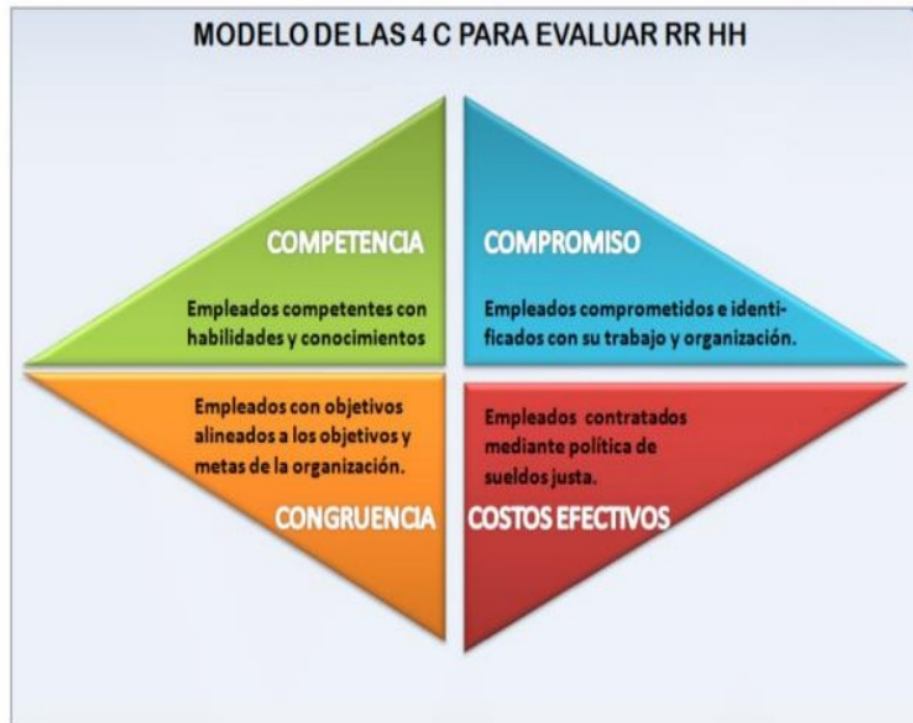 MODELO DE LAS 4 C PARA EVALUAR RR HH
COMPETENCIA
Empleados competentes con
habilidades y conocimientos
COMPROMISO
Empleados comprometidos e identi-
ficados con su trabajo y organización.
Empleados con objetivos
alineados a los objetivos y
metas de la organización.
CONGRUENCIA
Empleados contratados
mediante política de
sueldos justa.
COSTOS EFECTIVOS